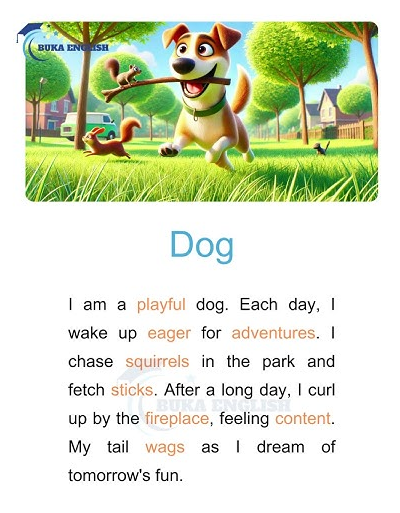 BUKA ENGLISH
Dog
I am a playful dog. Each day, I
wake up eager for adventures. I
chase squirrels in the park and
fetch sticks. After a long day, I curl
up by the fireplace, feeling content.
BUKA ENGLISH
My tail wags as I dream of
tomorrow's fun.